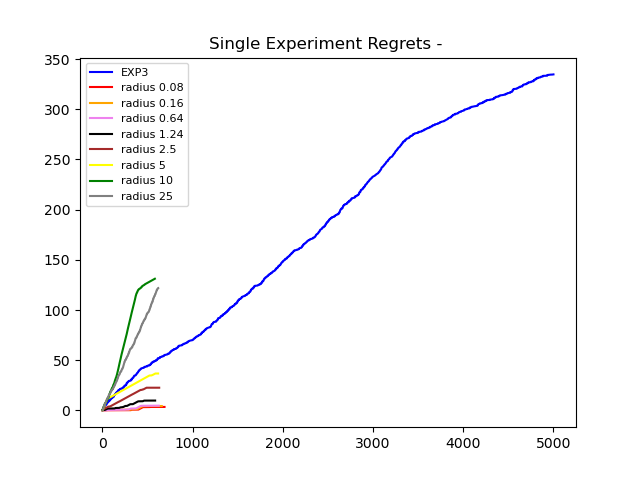 Single Experiment Regrets -
350
300
250
200
150
100
50
0
EXP3
radius 0.08
radius 0.16
radius 0.64
radius 1.24
radius 2.5
radius 5
radius 10
radius 25
0 1000 2000 3000 4000 5000